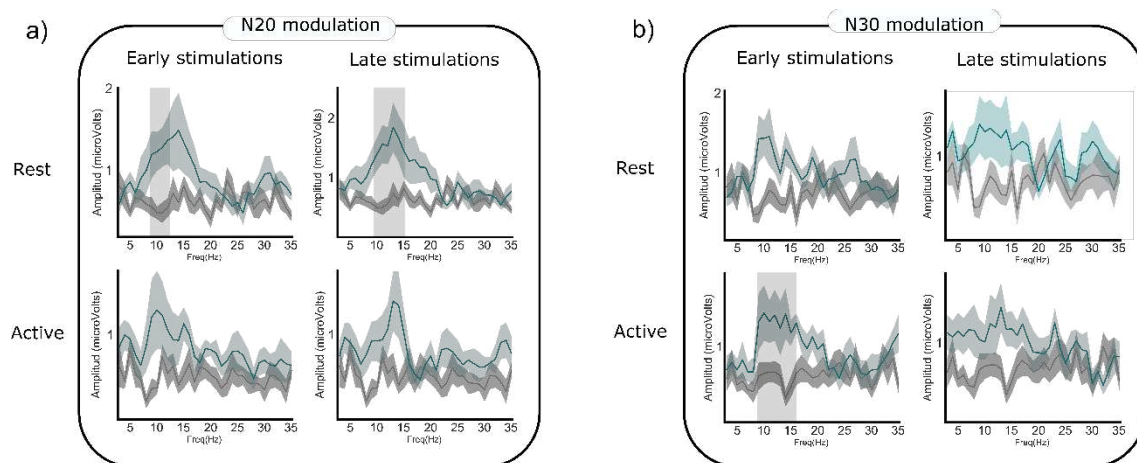 a)
N20 modulation
Early stimulations
Late stimulations
Rest
2
1
Amplitud (microVolts)
5 10 15 20 25 30 35
Freq(Hz)
2
1
Amplitud (microVolts)
5 10 15 20 25 30 35
Freq(Hz)
Active
1
Amplitud (microVolts)
5 10 15 20 25 30 35
Freq(Hz)
1
Amplitud (microVolts)
5 10 15 20 25 30 35
Freq(Hz)
b)
N30 modulation
Early stimulations
Late stimulations
Rest
2
1
Amplitud (microVolts)
5 10 15 20 25 30 35
Freq(Hz)
1
Amplitud (microVolts)
5 10 15 20 25 30 35
Freq(Hz)
Active
1
Amplitud (microVolts)
5 10 15 20 25 30 35
Freq(Hz)
1
Amplitud (microVolts)
5 10 15 20 25 30 35
Freq(Hz)